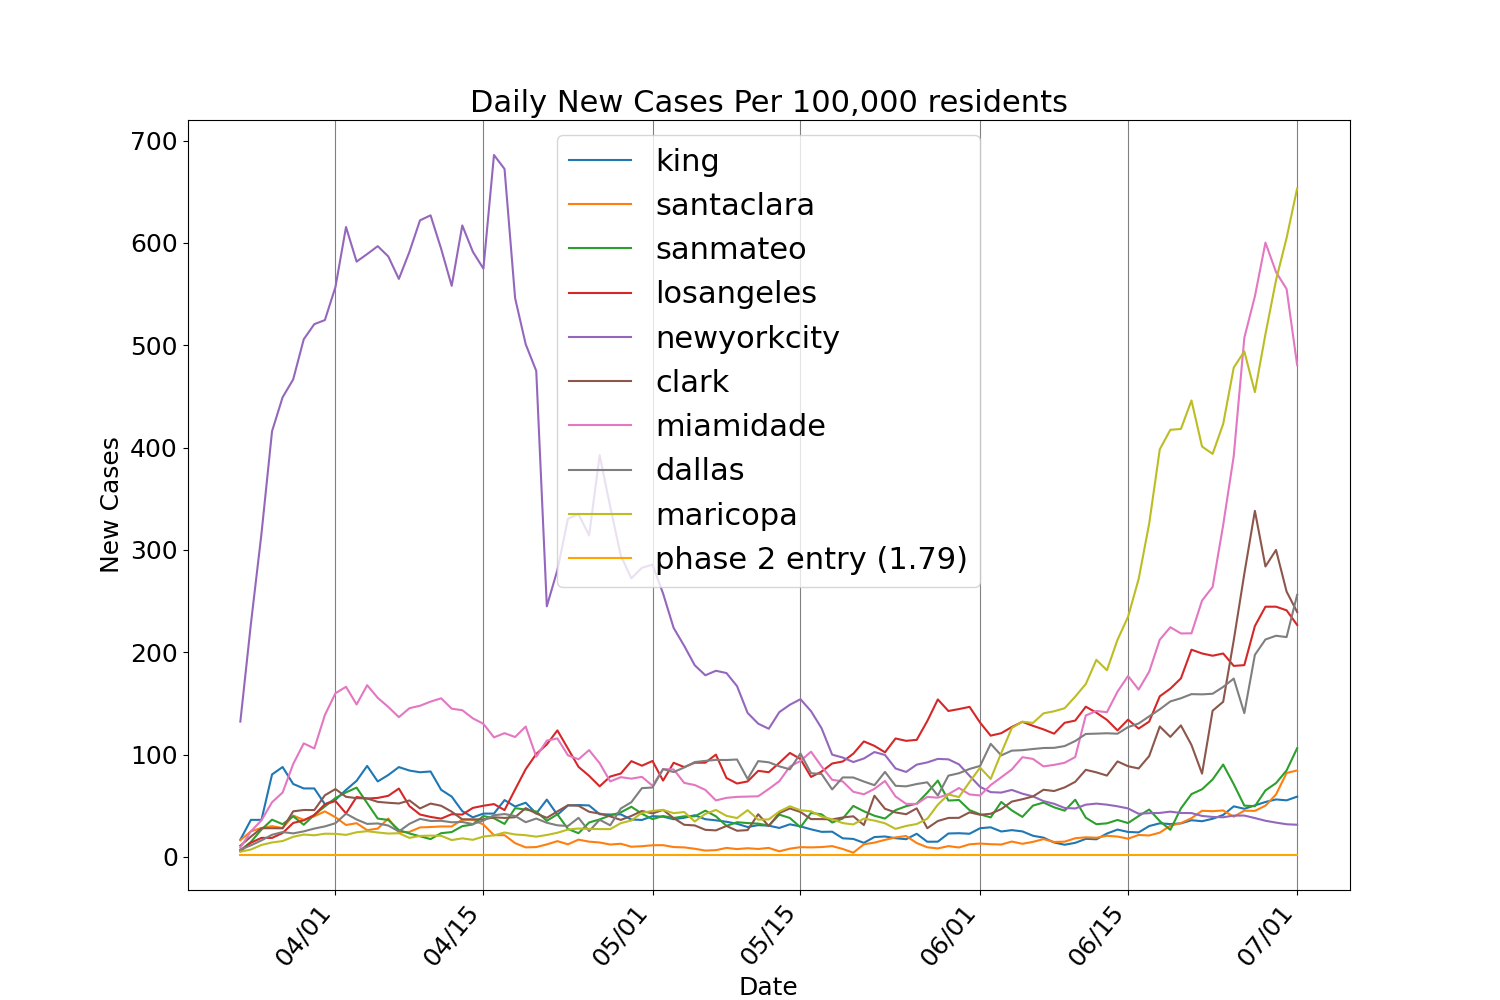 Daily New Cases Per 100,000 residents
700
600
500
400
300
200
100
0
New Cases
king
santaclara
sanmateo
losangeles
newyorkcity
clark
miamidade
dallas
maricopa
phase 2 entry (1.79)
04/01
04/15
05/01
05/15
06/01
06/15
07/01
Date